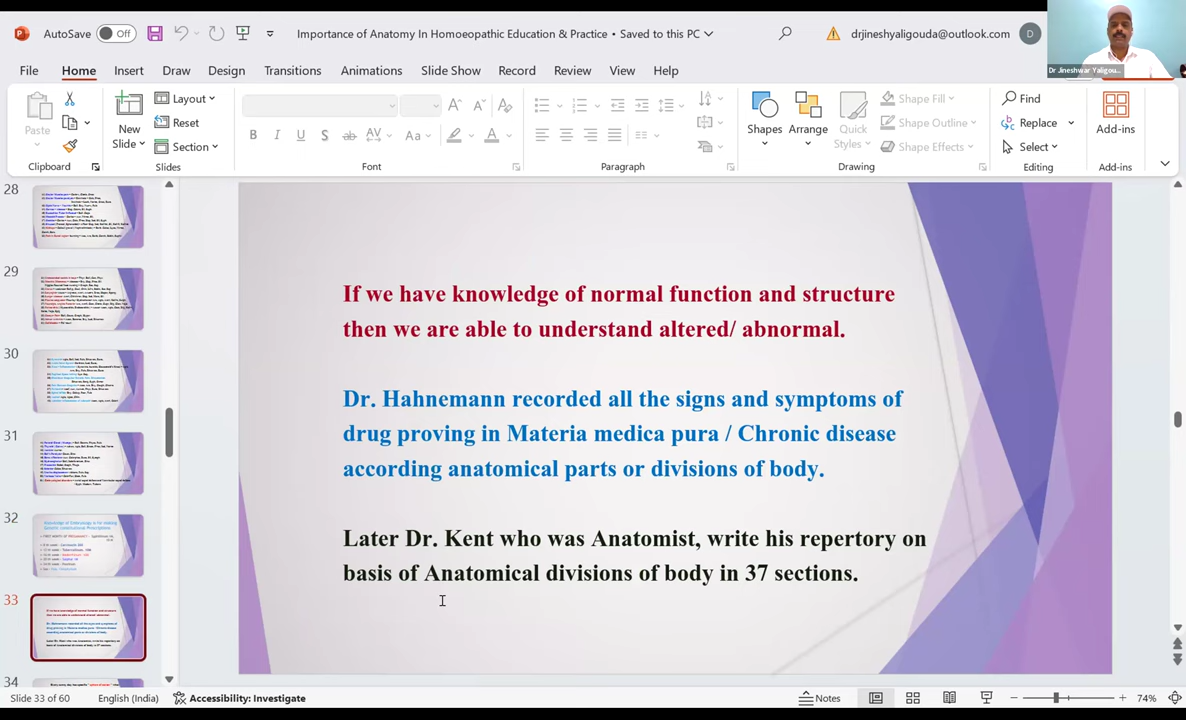 AutoSave Off
Importance of Anatomy In Homoeopathic Education & Practice • Saved to this PC
drjineshyaligouda@outlook.com
D
Dr Jineshwar Yaligou...
File Home Insert Draw Design Transitions Animations Slide Show Record Review View Help
Paste
Clipboard
New
Slide
Layout
Reset
Section
Slides
B I U S ab AV Aa A
Font
Paragraph
Shapes
Arrange
Quick
Styles
Shape Fill
Shape Outline
Shape Effects
Drawing
Find
Replace
Select
Editing
Add-ins
Add-ins
28
29
30
31
32
33
34
If we have knowledge of normal function and structure
then we are able to understand altered/ abnormal.
Dr. Hahnemann recorded all the signs and symptoms of
drug proving in Materia medica pura / Chronic disease
according anatomical parts or divisions of body.
Later Dr. Kent who was Anatomist, write his repertory on
basis of Anatomical divisions of body in 37 sections.
Slide 33 of 60
English (India)
Accessibility: Investigate
Notes
74%